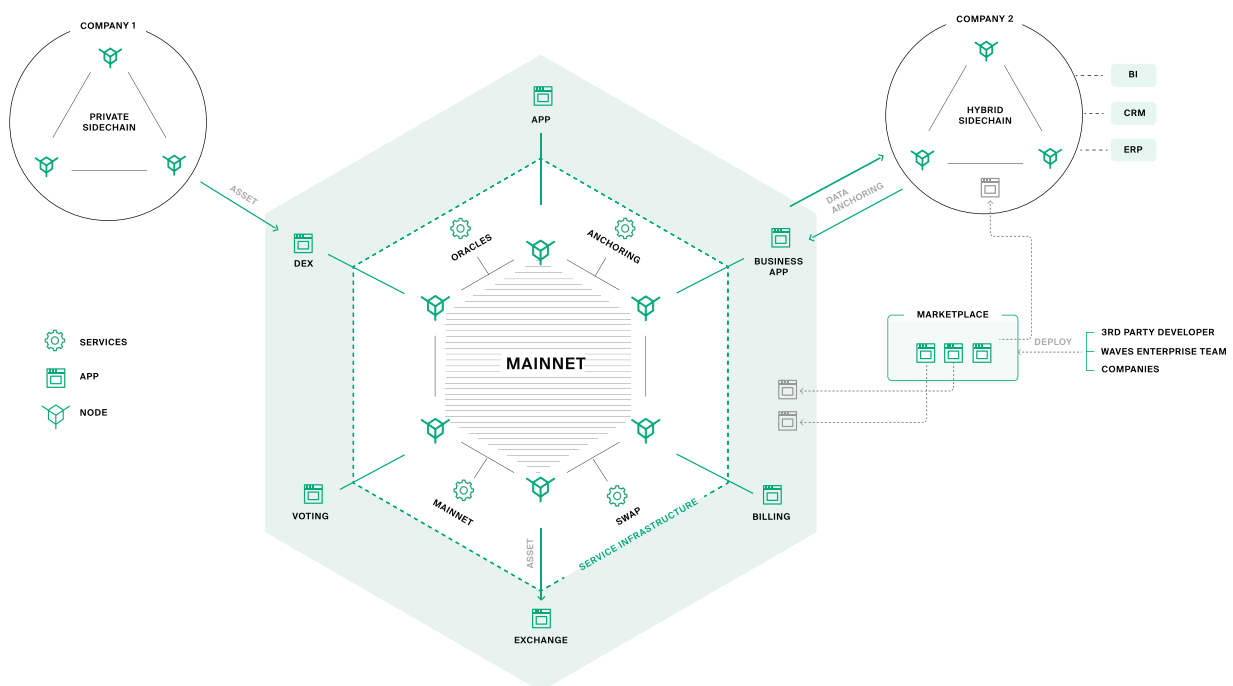 COMPANY 1
PRIVATE
SIDECHAIN
ASSET
COMPANY 2
HYBRID
SIDECHAIN
BI
CRM
ERP
DATA
ANCHORING
APP
DEX
ORACLES
ANCHORING
BUSINESS
APP
MAINNET
SERVICES
APP
NODE
MARKETPLACE
DEPLOY
3RD PARTY DEVELOPER
WAVES ENTERPRISE TEAM
COMPANIES
VOTING
MAINNET
SWAP
BILLING
SERVICE INFRASTRUCTURE
ASSET
EXCHANGE